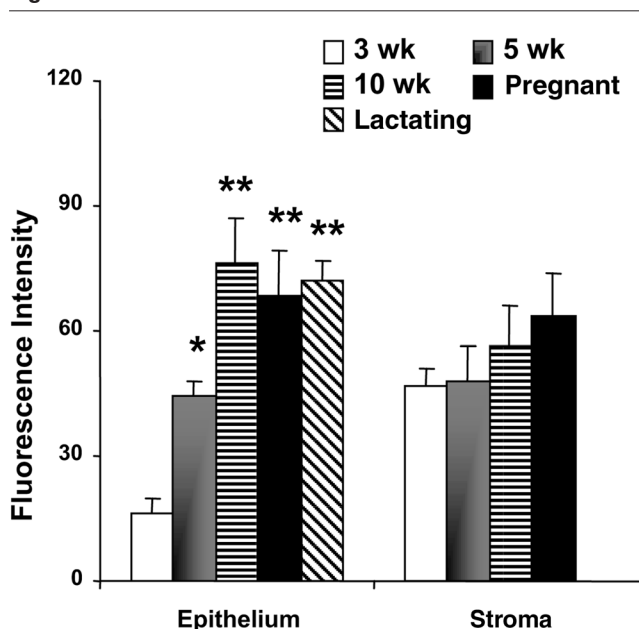 3 wk 5 wk
10 wk Pregnant
Lactating
120
90
60
30
0
Fluorescence Intensity
** ** **
*
Epithelium Stroma